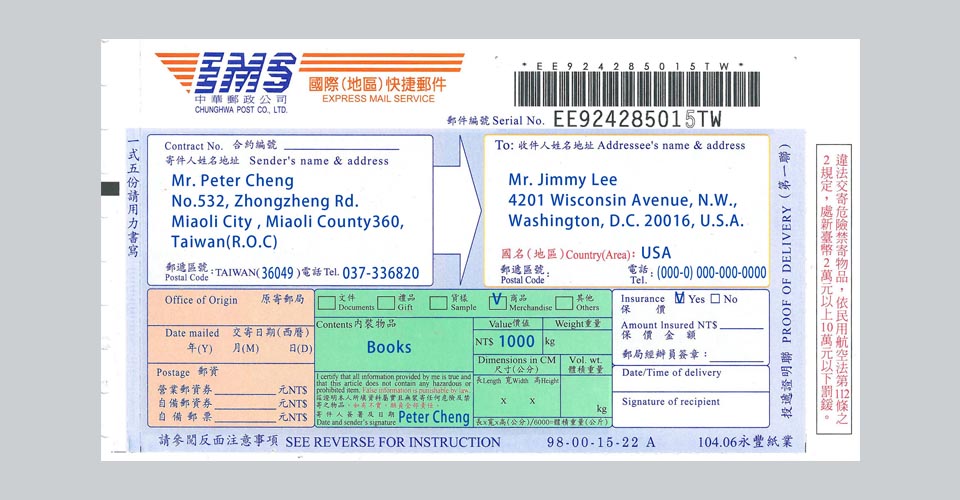 EMS
中華郵政公司
CHUNGHWA POST CO., LTD.
國際(地區)快捷郵件
EXPRESS MAIL SERVICE
*EE924285015TW*
郵件編號 Serial No. EE924285015TW
一式五份請用力書寫
Contract No. 合約編號
寄件人姓名地址 Sender's name & address
Mr. Peter Cheng
No.532, Zhongzheng Rd.
Miaoli City , Miaoli County360,
Taiwan(R.O.C)
郵遞區號:TAIWAN(36049)電話Tel. 037-336820
Postal Code
To: 收件人姓名地址 Addressee's name & address
Mr. Jimmy Lee
4201 Wisconsin Avenue, N.W.,
Washington, D.C. 20016, U.S.A.
國名(地區)Country(Area): USA
郵遞區號: 電話:(000-0) 000-000-0000
Postal Code Tel.
Office of Origin 原寄郵局
Date mailed 交寄日期(西曆)
年(Y) 月(M) 日(D)
Postage 郵資
營業郵資券 元NT$
自備郵資券 元NT$
自備郵票 元NT$
文件 禮品 貨樣 V 商品 其他
Documents Gift Sample Merchandise Others
Contents內裝物品
Books
Value價值 Weight重量
NT$ 1000 kg
Dimensions in CM Vol. wt.
尺寸(公分) 體積重量
長Length 寬Width 高Height
X X
kg
長x寬x高(公分)/6000=體積重量(公斤)
I certify that all information provided by me is true and
that this article does not contain any hazardous or
prohibited item. False information is punishable by law.
茲證明本人所填資料屬實且無裝寄任何危險及禁
寄之物品,如有不實,願負全部責任。
寄件人簽署及日期 Peter Cheng
Date and sender's signature
Insurance V Yes No
保價
Amount Insured NT$
保價金額
郵局經辦員簽章:
Date/Time of delivery
Signature of recipient
投遞證明聯 PROOF OF DELIVERY (第一聯)
違法交寄危險禁寄物品,依民用航空法第112條之
2規定,處新臺幣2萬元以上10萬元以下罰鍰。
請參閱反面注意事項 SEE REVERSE FOR INSTRUCTION 98-00-15-22 A 104.06永豐紙業